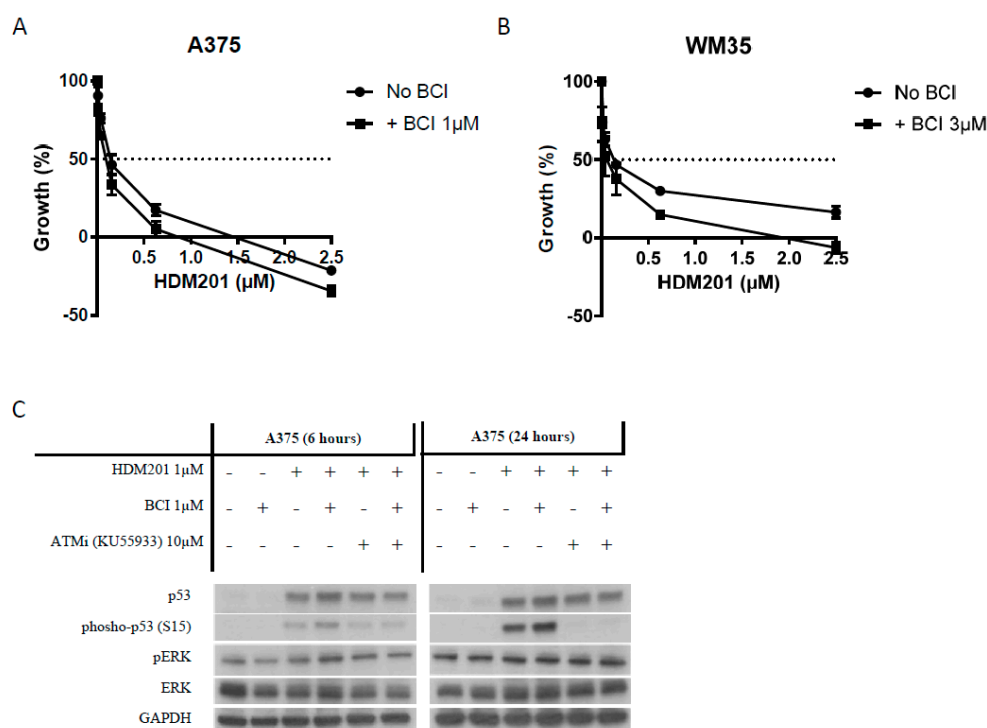 A
B
A375
WM35
100
50
0
-50
Growth (%)
0.5 1.0 1.5 2.0 2.5
HDM201 (µM)
No BCI
+ BCI 1µM
100
50
0
-50
Growth (%)
0.5 1.0 1.5 2.0 2.5
HDM201 (µM)
No BCI
+ BCI 3µM
C
A375 (6 hours) A375 (24 hours)
HDM201 1µM - - + + + + - - + + + +
BCI 1µM - + - + - + - + - + - +
ATMi (KU55933) 10µM - - - - + + - - - - + +
p53
phosho-p53 (S15)
pERK
ERK
GAPDH